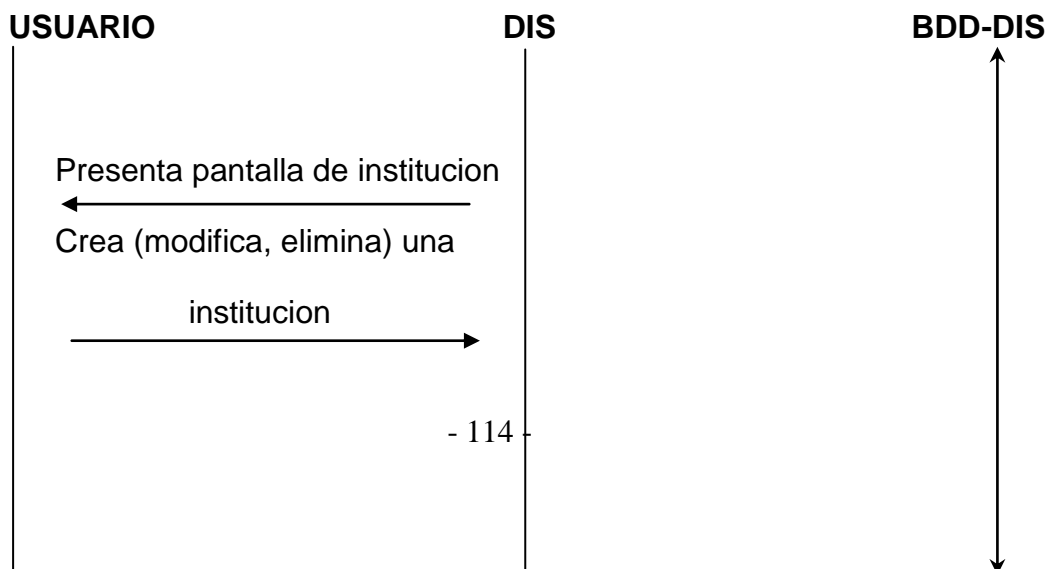 USUARIO DIS BDD-DIS
Presenta pantalla de institucion
Crea (modifica, elimina) una
institucion
- 114 -